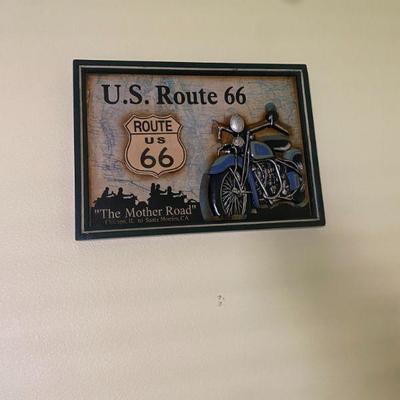 U.S. Route 66
ROUTE
US
66
"The Mother Road"
Chicago, IL to Santa Monica, CA